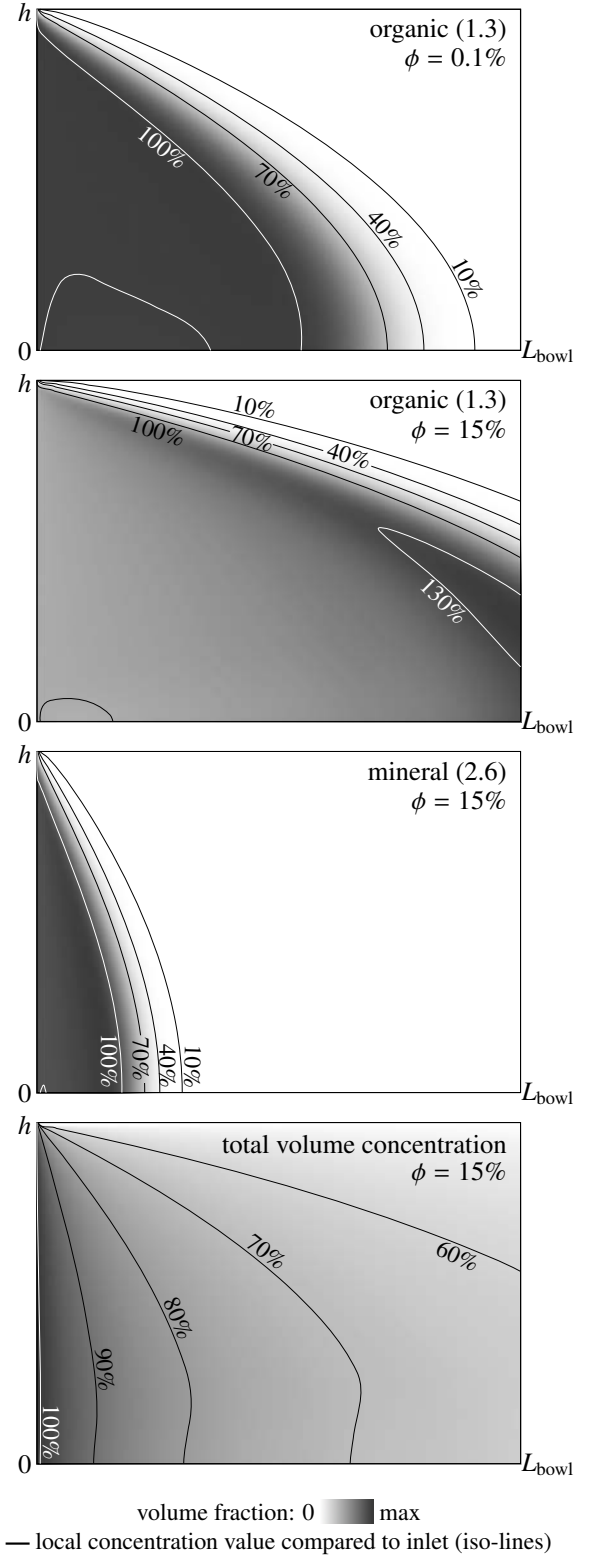 h
organic (1.3)
ϕ = 0.1%
100%
70%
40%
10%
0
L_bowl
h
organic (1.3)
ϕ = 15%
10%
100%
70%
40%
130%
0
L_bowl
h
mineral (2.6)
ϕ = 15%
100%
70%
40%
10%
0
L_bowl
h
total volume concentration
ϕ = 15%
60%
70%
80%
90%
100%
0
L_bowl
volume fraction: 0 max
local concentration value compared to inlet (iso-lines)